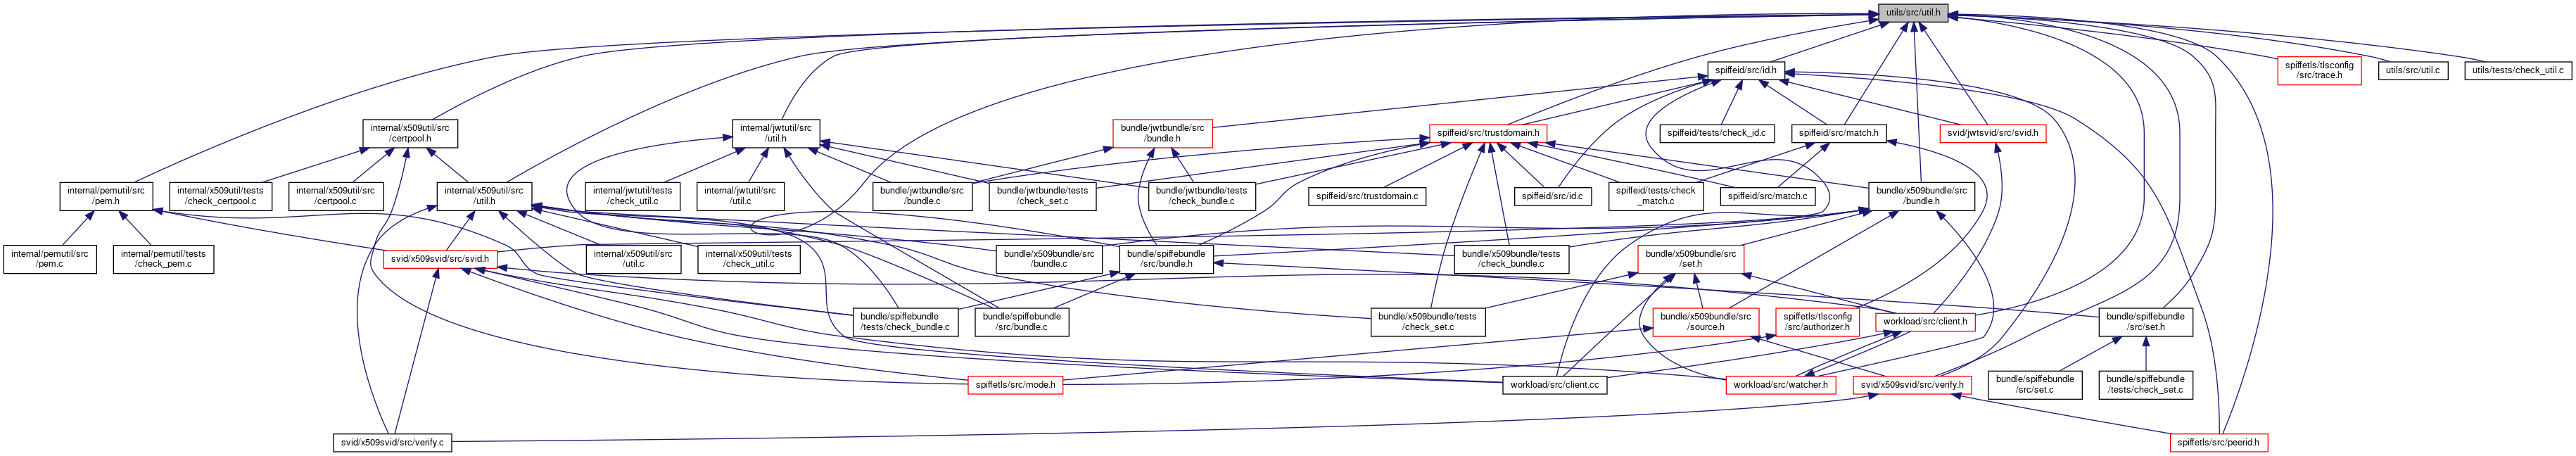 utils/src/util.h
spiffeid/src/id.h
spiffetls/tlsconfig
/src/trace.h
utils/src/util.c
utils/tests/check_util.c
internal/x509util/src
/certpool.h
internal/jwtutil/src
/util.h
bundle/jwtbundle/src
/bundle.h
spiffeid/src/trustdomain.h
spiffeid/tests/check_id.c
spiffeid/src/match.h
svid/jwtsvid/src/svid.h
internal/pemutil/src
/pem.h
internal/x509util/tests
/check_certpool.c
internal/x509util/src
/certpool.c
internal/x509util/src
/util.h
internal/jwtutil/tests
/check_util.c
internal/jwtutil/src
/util.c
bundle/jwtbundle/src
/bundle.c
bundle/jwtbundle/tests
/check_set.c
bundle/jwtbundle/tests
/check_bundle.c
spiffeid/src/trustdomain.c
spiffeid/src/id.c
spiffeid/tests/check
_match.c
spiffeid/src/match.c
bundle/x509bundle/src
/bundle.h
internal/pemutil/src
/pem.c
internal/pemutil/tests
/check_pem.c
svid/x509svid/src/svid.h
internal/x509util/src
/util.c
internal/x509util/tests
/check_util.c
bundle/x509bundle/src
/bundle.c
bundle/spiffebundle
/src/bundle.h
bundle/x509bundle/tests
/check_bundle.c
bundle/x509bundle/src
/set.h
bundle/spiffebundle
/tests/check_bundle.c
bundle/spiffebundle
/src/bundle.c
bundle/x509bundle/tests
/check_set.c
bundle/x509bundle/src
/source.h
spiffetls/tlsconfig
/src/authorizer.h
workload/src/client.h
bundle/spiffebundle
/src/set.h
spiffetls/src/mode.h
workload/src/client.cc
workload/src/watcher.h
svid/x509svid/src/verify.h
bundle/spiffebundle
/src/set.c
bundle/spiffebundle
/tests/check_set.c
svid/x509svid/src/verify.c
spiffetls/src/peerid.h